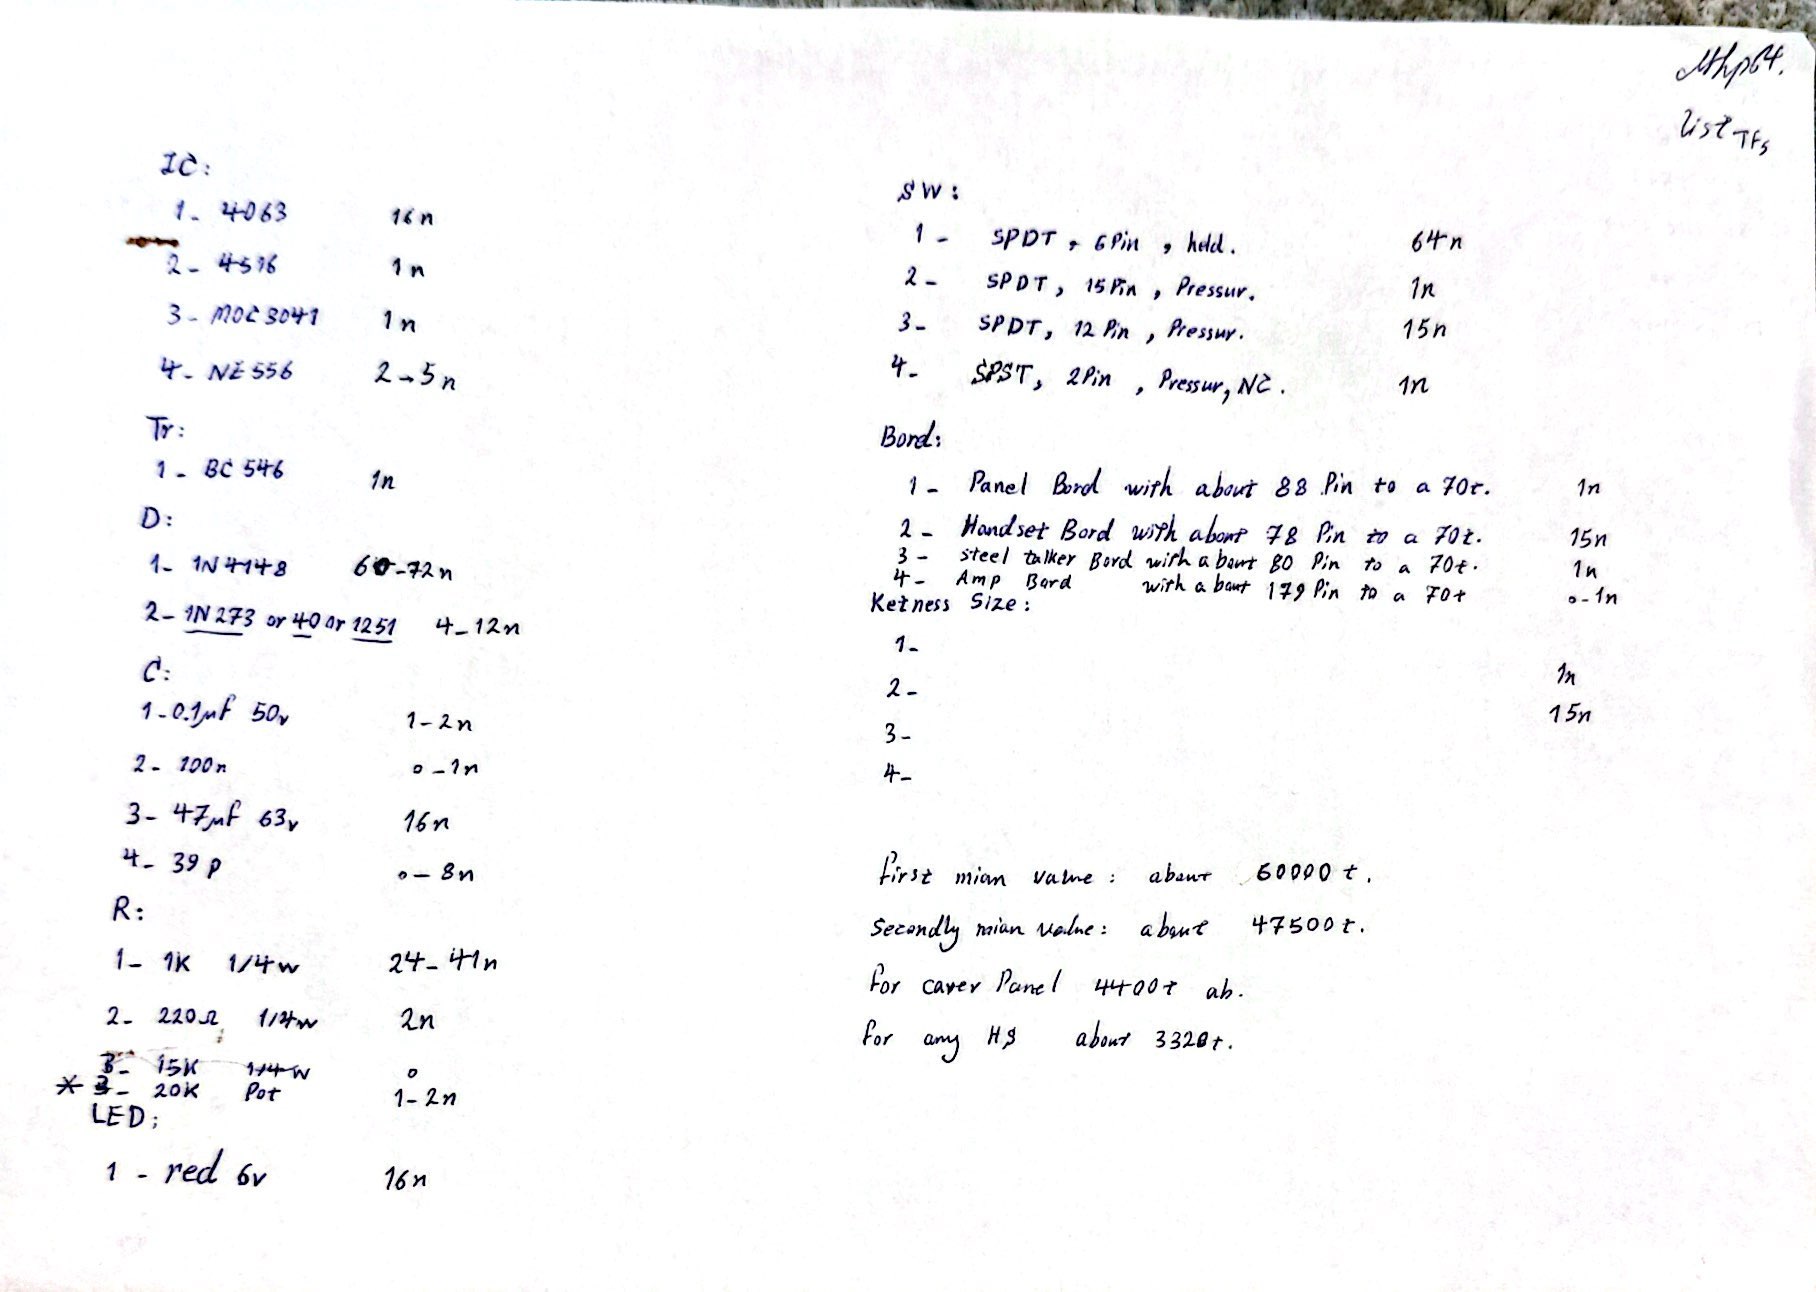 list TFs
IC:
1- 4063 16n
2- 4516 1n
3- MOC3041 1n
4- NE556 2→5n
Tr:
1- BC 546 1n
D:
1- 1N4148 60-72n
2- 1N273 or 40 or 1251 4-12n
C:
1- 0.1μf 50v 1-2n
2- 100n 0-1n
3- 47μf 63v 16n
4- 39p 0-8n
R:
1- 1K 1/4w 24-41n
2- 220Ω 1/4w 2n
3- 15K 1/4w 0
* 3- 20K Pot 1-2n
LED:
1- red 6v 16n
SW:
1- SPDT, 6Pin, held. 64n
2- SPDT, 15Pin, Pressur. 1n
3- SPDT, 12Pin, Pressur. 15n
4- SPST, 2Pin, Pressur, NC. 1n
Bord:
1- Panel Bord with about 88 Pin to a 70t. 1n
2- Handset Bord with about 78 Pin to a 70t. 15n
3- steel talker Bord with about 80 Pin to a 70t. 1n
4- Amp Bord with about 179 Pin to a 70t 0-1n
Ketness Size:
1-
1n
2-
15n
3-
4-
first mian value: about 60000 t.
Secondly mian value: about 47500t.
for caver Panel 4400t ab.
for any HS about 3320t.